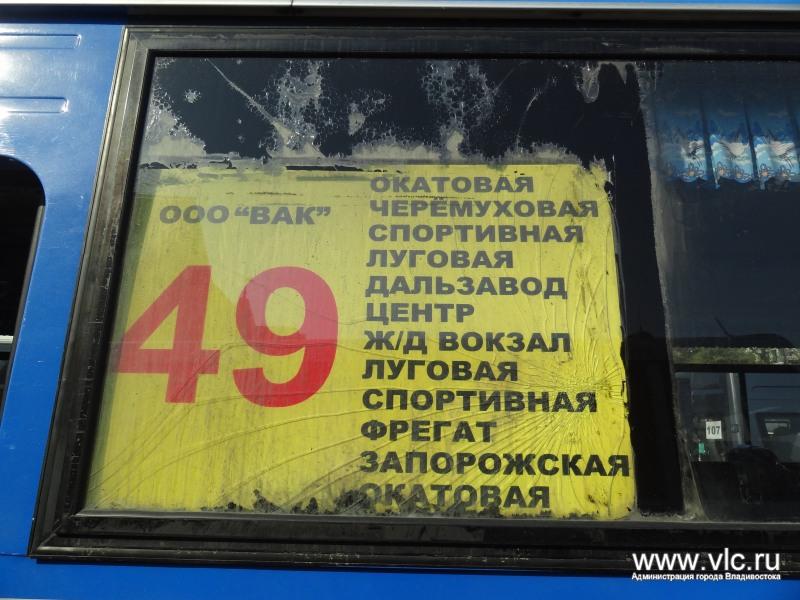 ООО "ВАК"
49
ОКАТОВАЯ
ЧЕРЕМУХОВАЯ
СПОРТИВНАЯ
ЛУГОВАЯ
ДАЛЬЗАВОД
ЦЕНТР
Ж/Д ВОКЗАЛ
ЛУГОВАЯ
СПОРТИВНАЯ
ФРЕГАТ
ЗАПОРОЖСКАЯ
ОКАТОВАЯ
107
www.vlc.ru
Администрация города Владивостока